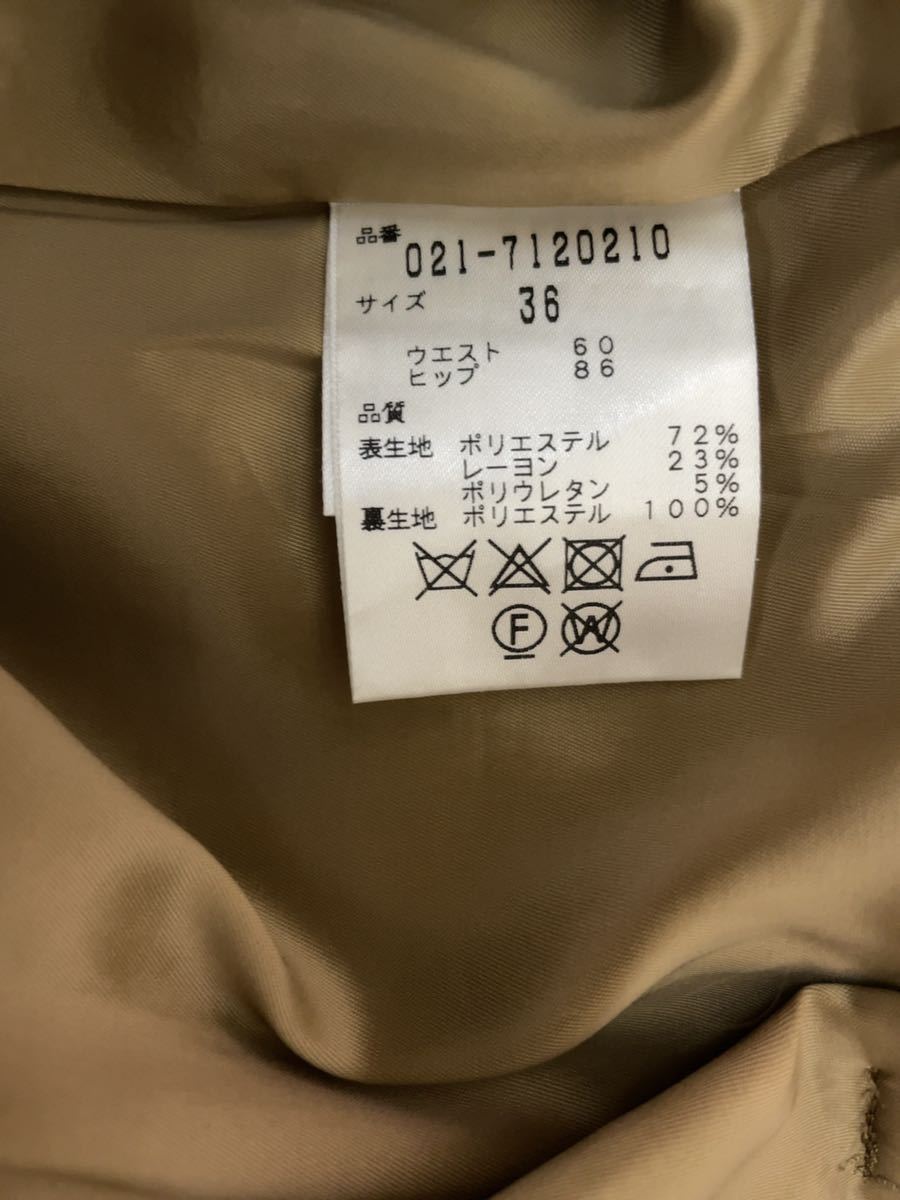 品番
021-7120210
サイズ 36
ウエスト 60
ヒップ 86
品質
表生地 ポリエステル 72%
レーヨン 23%
ポリウレタン 5%
裏生地 ポリエステル 100%
F W